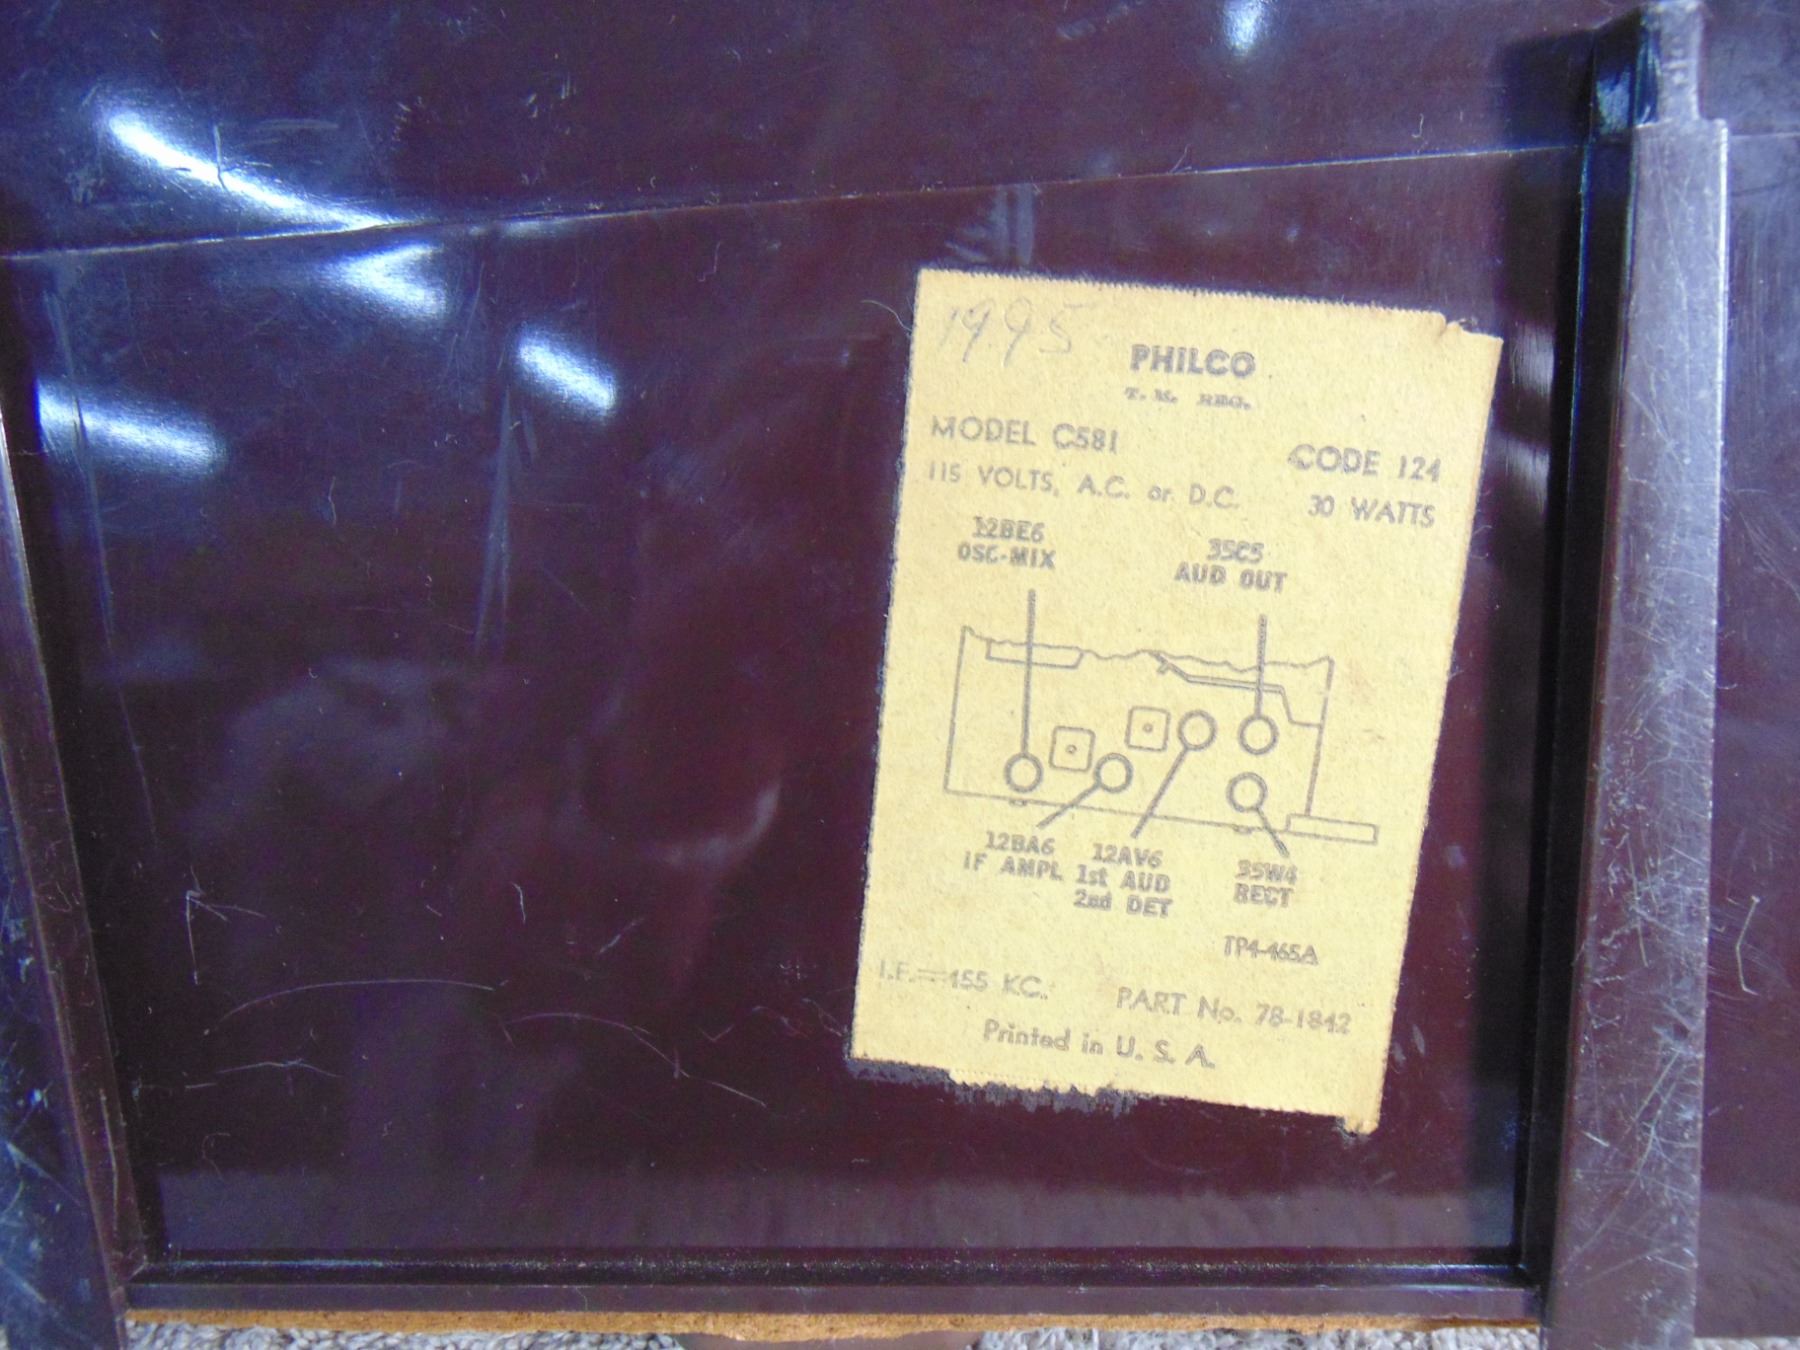 1995
PHILCO
T. M. REG.
MODEL C581 CODE 124
115 VOLTS, A.C. or D.C. 30 WATTS
12BE6
OSC-MIX
35C5
AUD OUT
12BA6
IF AMPL
12AV6
1st AUD
2nd DET
35W4
RECT
TP4-465A
I.F.=455 KC.
PART No. 78-1842
Printed in U. S. A.